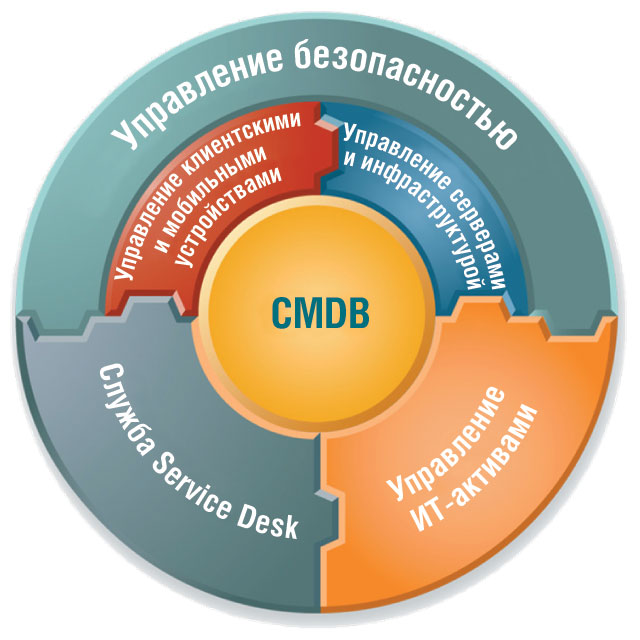 Управление безопасностью
Управление клиентскими
и мобильными
устройствами
Управление серверами
и инфраструктурой
CMDB
Служба Service Desk
Управление
ИТ-активами